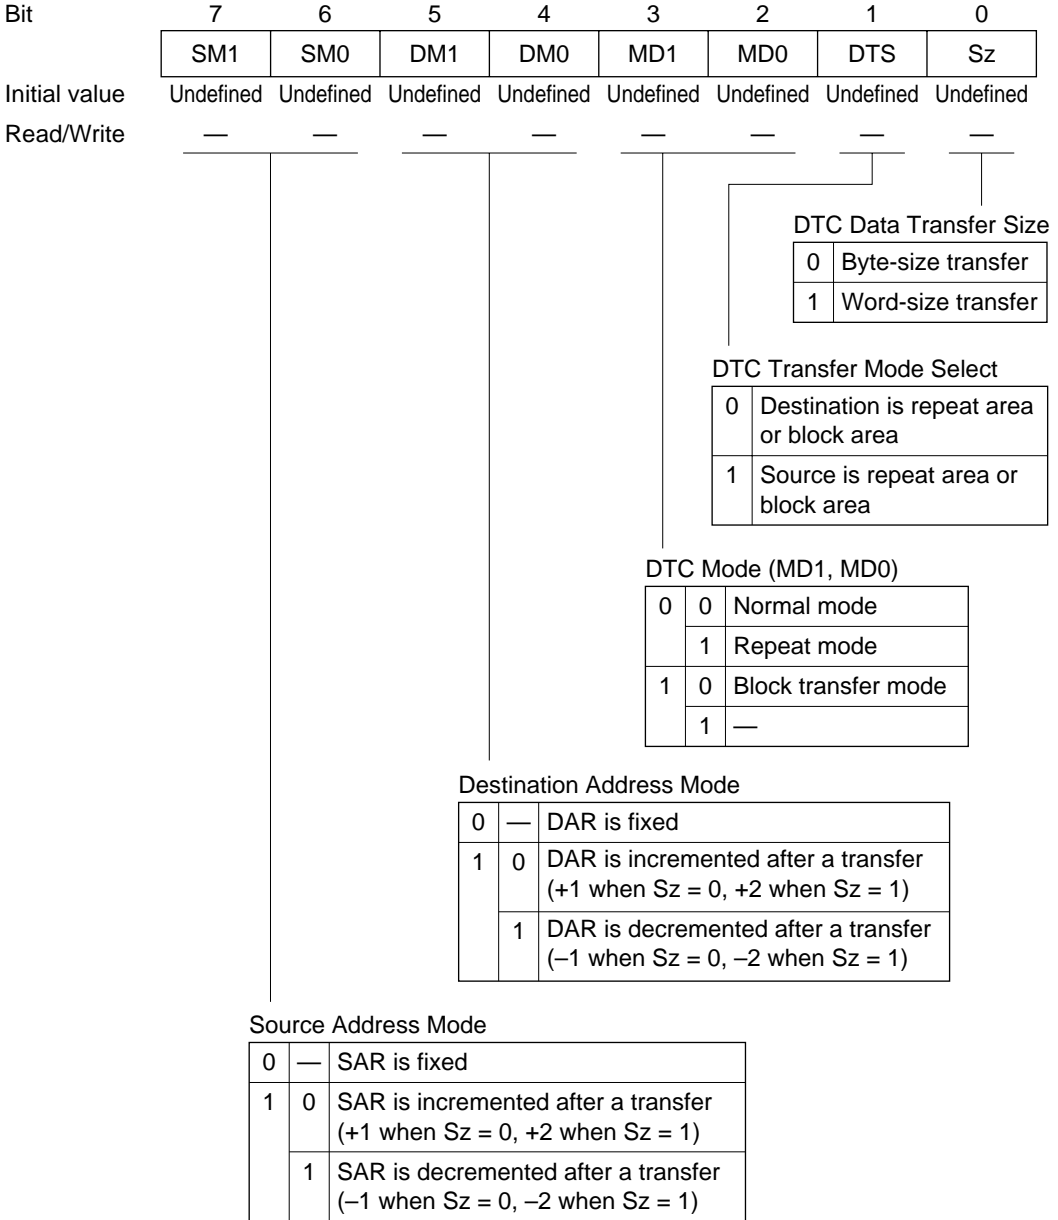 Bit 7 6 5 4 3 2 1 0
SM1 SM0 DM1 DM0 MD1 MD0 DTS Sz
Initial value Undefined Undefined Undefined Undefined Undefined Undefined Undefined Undefined
Read/Write — — — — — — — —
DTC Data Transfer Size
0 Byte-size transfer
1 Word-size transfer
DTC Transfer Mode Select
0 Destination is repeat area
or block area
1 Source is repeat area or
block area
DTC Mode (MD1, MD0)
0 0 Normal mode
1 Repeat mode
1 0 Block transfer mode
1 —
Destination Address Mode
0 — DAR is fixed
1 0 DAR is incremented after a transfer
(+1 when Sz = 0, +2 when Sz = 1)
1 DAR is decremented after a transfer
(–1 when Sz = 0, –2 when Sz = 1)
Source Address Mode
0 — SAR is fixed
1 0 SAR is incremented after a transfer
(+1 when Sz = 0, +2 when Sz = 1)
1 SAR is decremented after a transfer
(–1 when Sz = 0, –2 when Sz = 1)